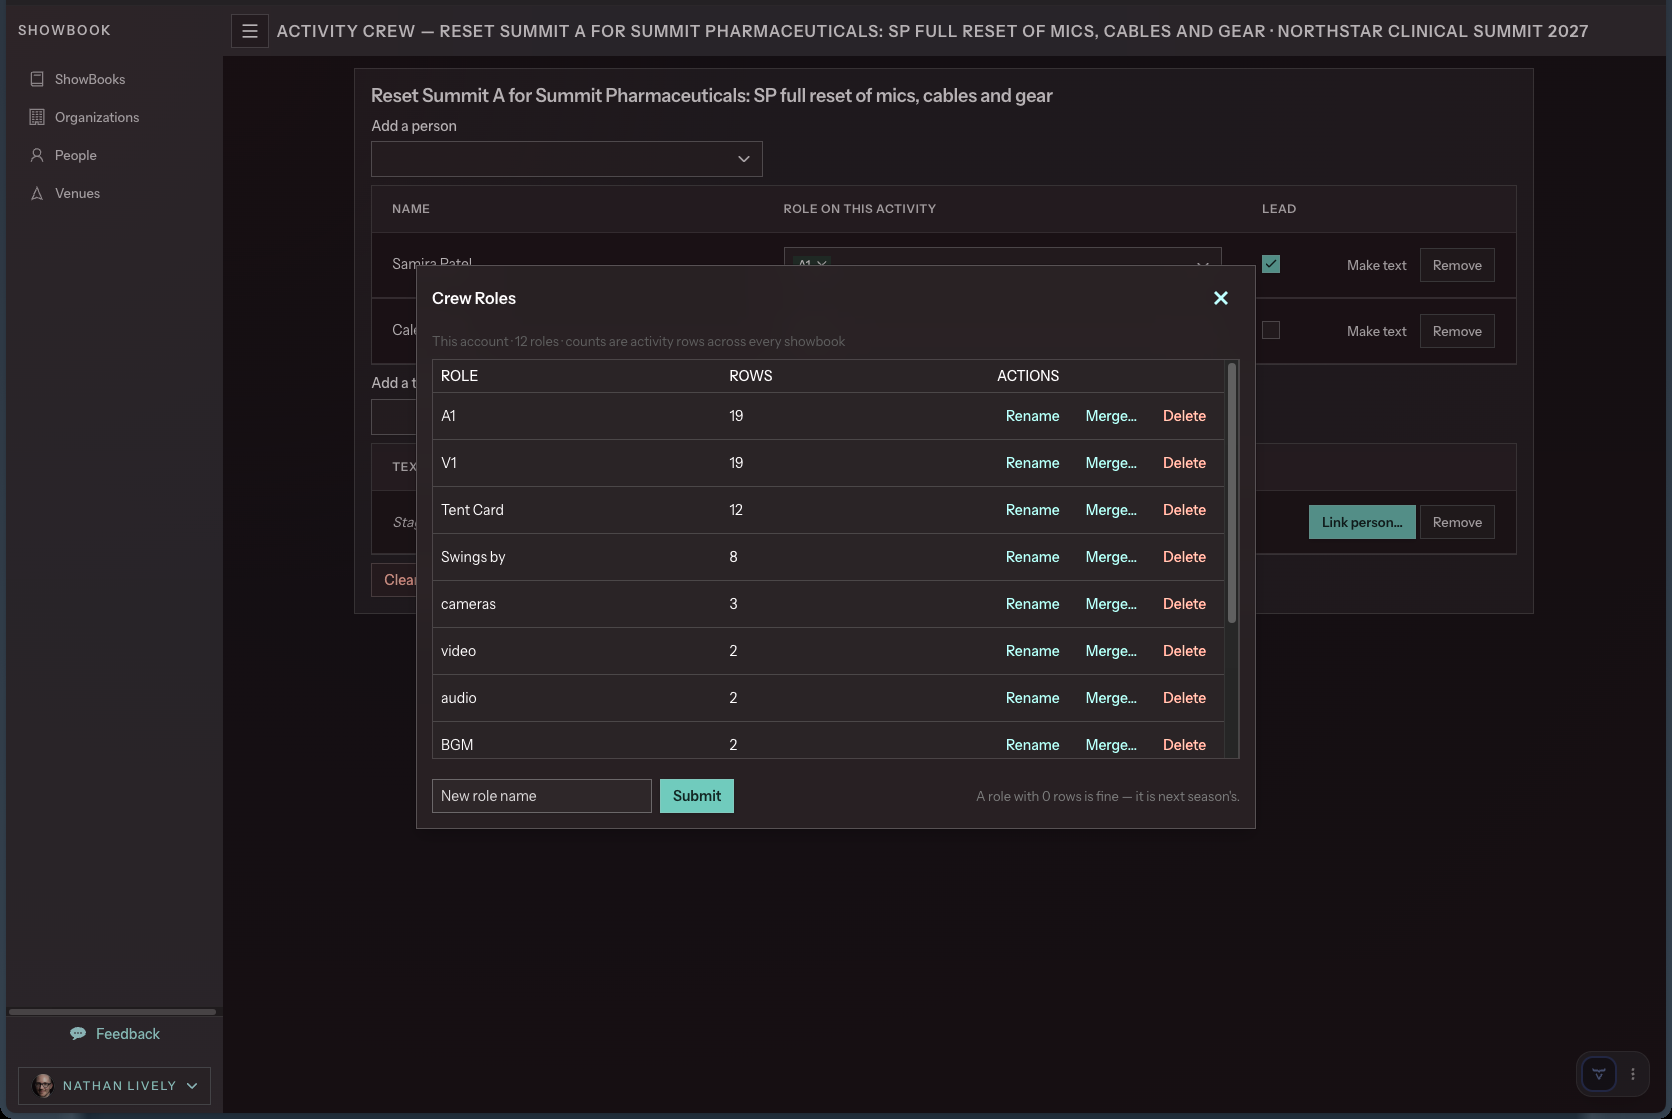 SHOWBOOK
ACTIVITY CREW — RESET SUMMIT A FOR SUMMIT PHARMACEUTICALS: SP FULL RESET OF MICS, CABLES AND GEAR · NORTHSTAR CLINICAL SUMMIT 2027
ShowBooks
Organizations
People
Venues
Reset Summit A for Summit Pharmaceuticals: SP full reset of mics, cables and gear
Add a person
NAME ROLE ON THIS ACTIVITY LEAD
Samira Patel A1 Make text Remove
Make text Remove
Add a
Link person... Remove
Crew Roles
This account · 12 roles · counts are activity rows across every showbook
ROLE ROWS ACTIONS
A1 19 Rename Merge... Delete
V1 19 Rename Merge... Delete
Tent Card 12 Rename Merge... Delete
Swings by 8 Rename Merge... Delete
cameras 3 Rename Merge... Delete
video 2 Rename Merge... Delete
audio 2 Rename Merge... Delete
BGM 2 Rename Merge... Delete
New role name Submit A role with 0 rows is fine — it is next season's.
Feedback
NATHAN LIVELY